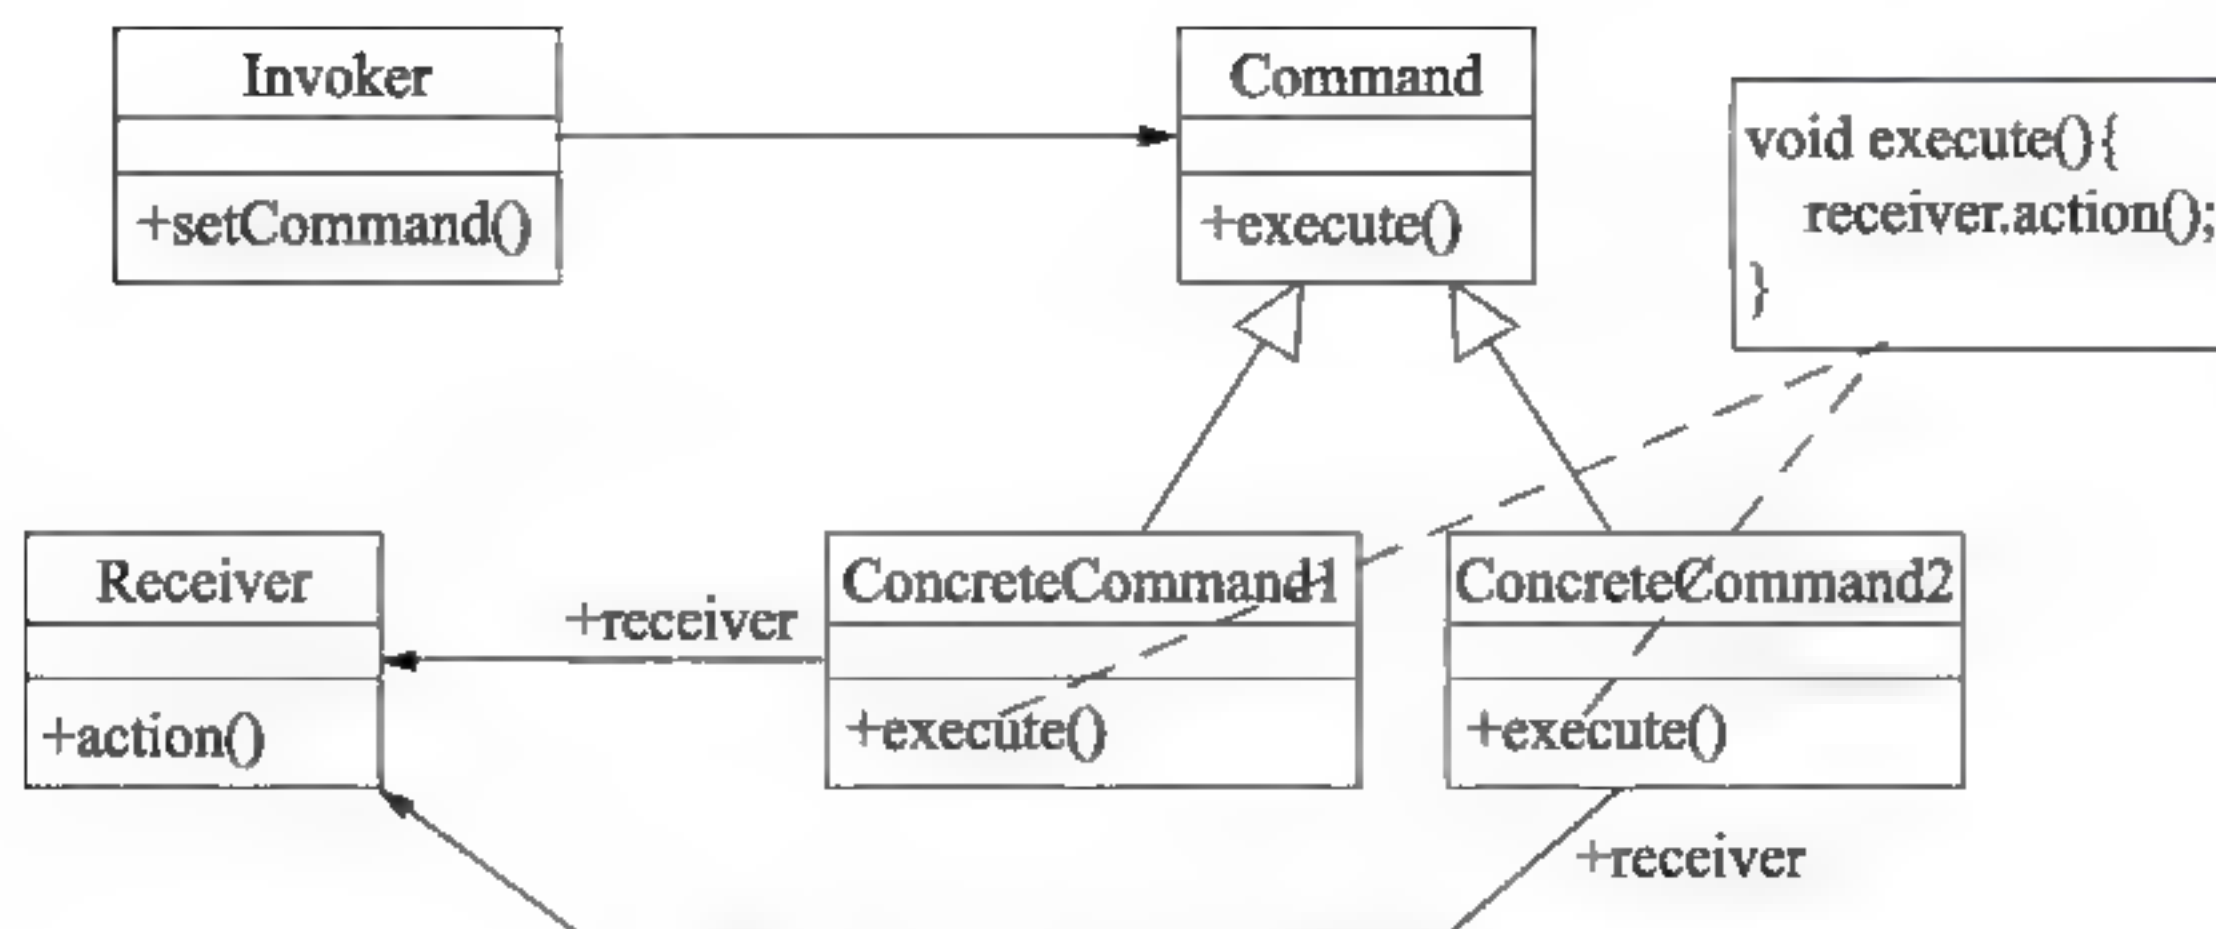 Invoker
+setCommand()
Command
+execute()
void execute(){
receiver.action();
}
Receiver
+action()
+receiver
ConcreteCommand1
+execute()
ConcreteCommand2
+execute()
+receiver